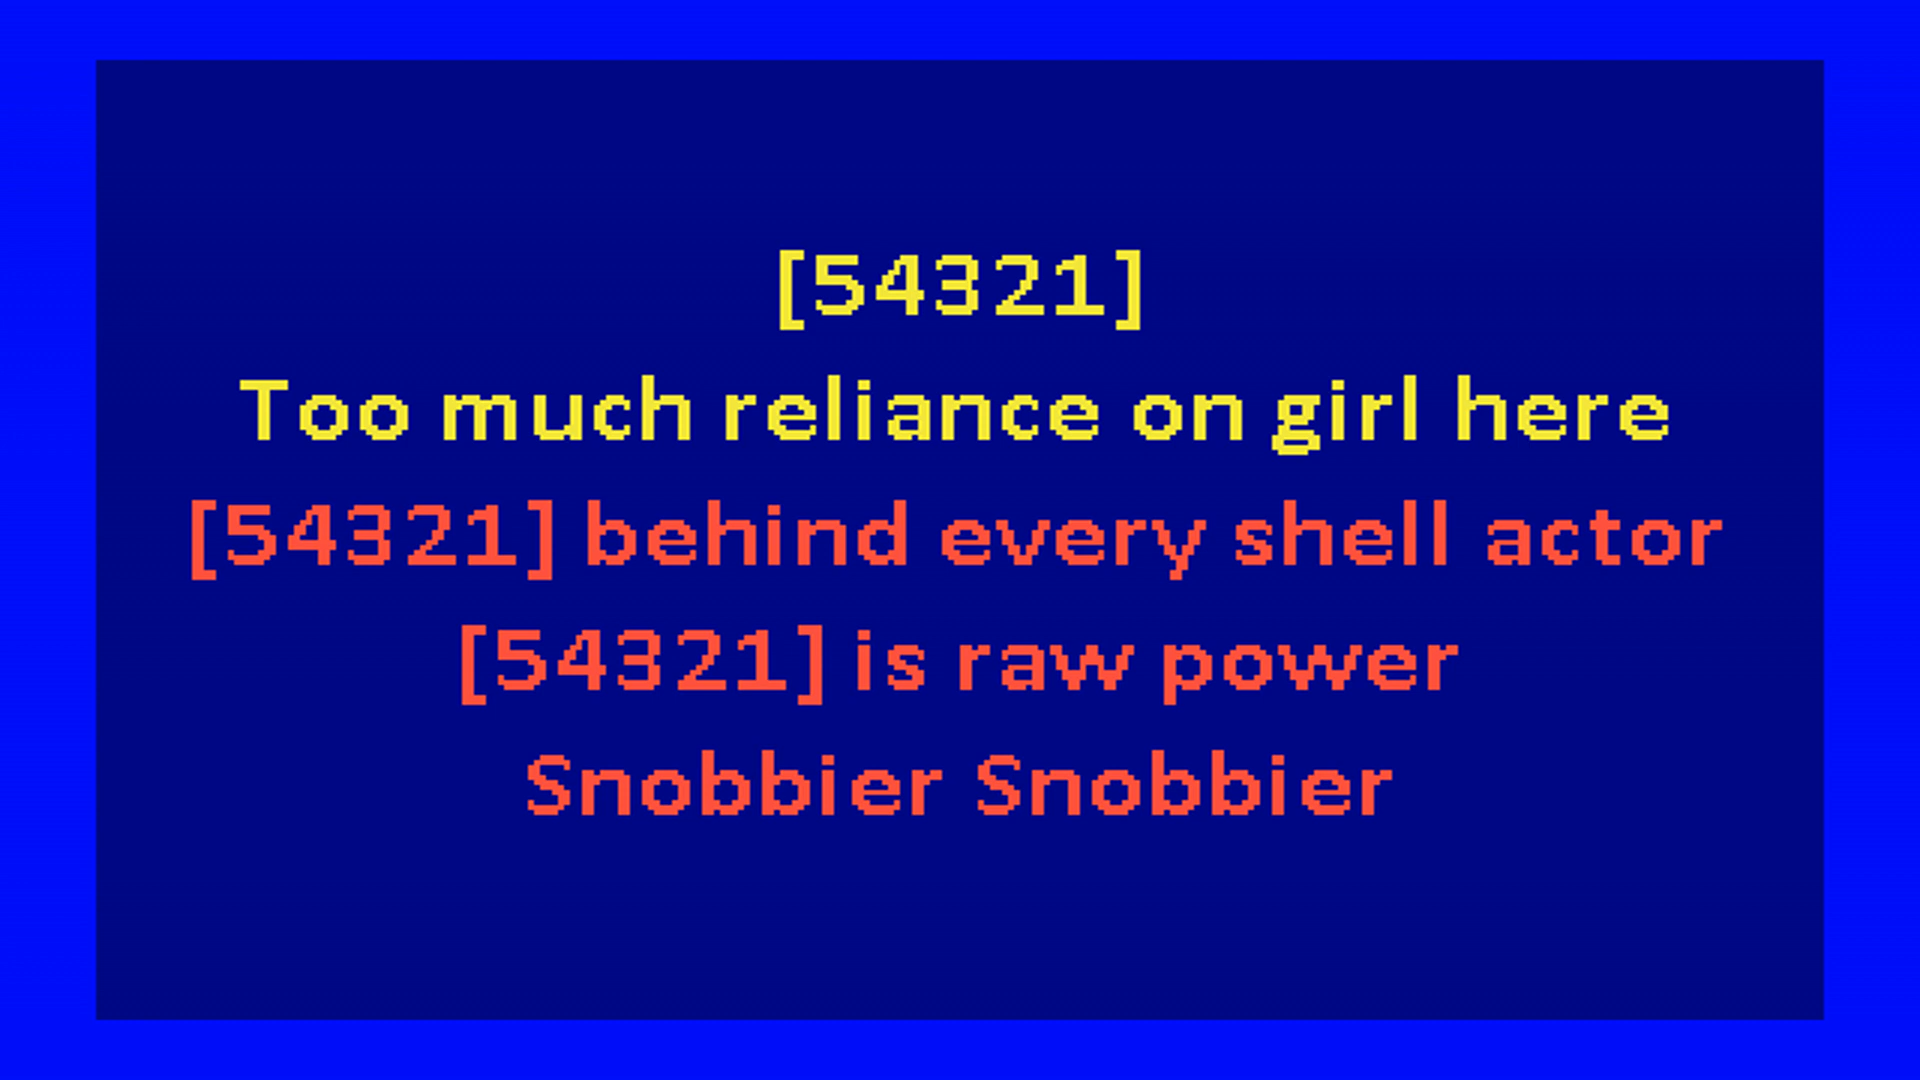 [54321]
Too much reliance on girl here
[54321] behind every shell actor
[54321] is raw power
Snobbier Snobbier